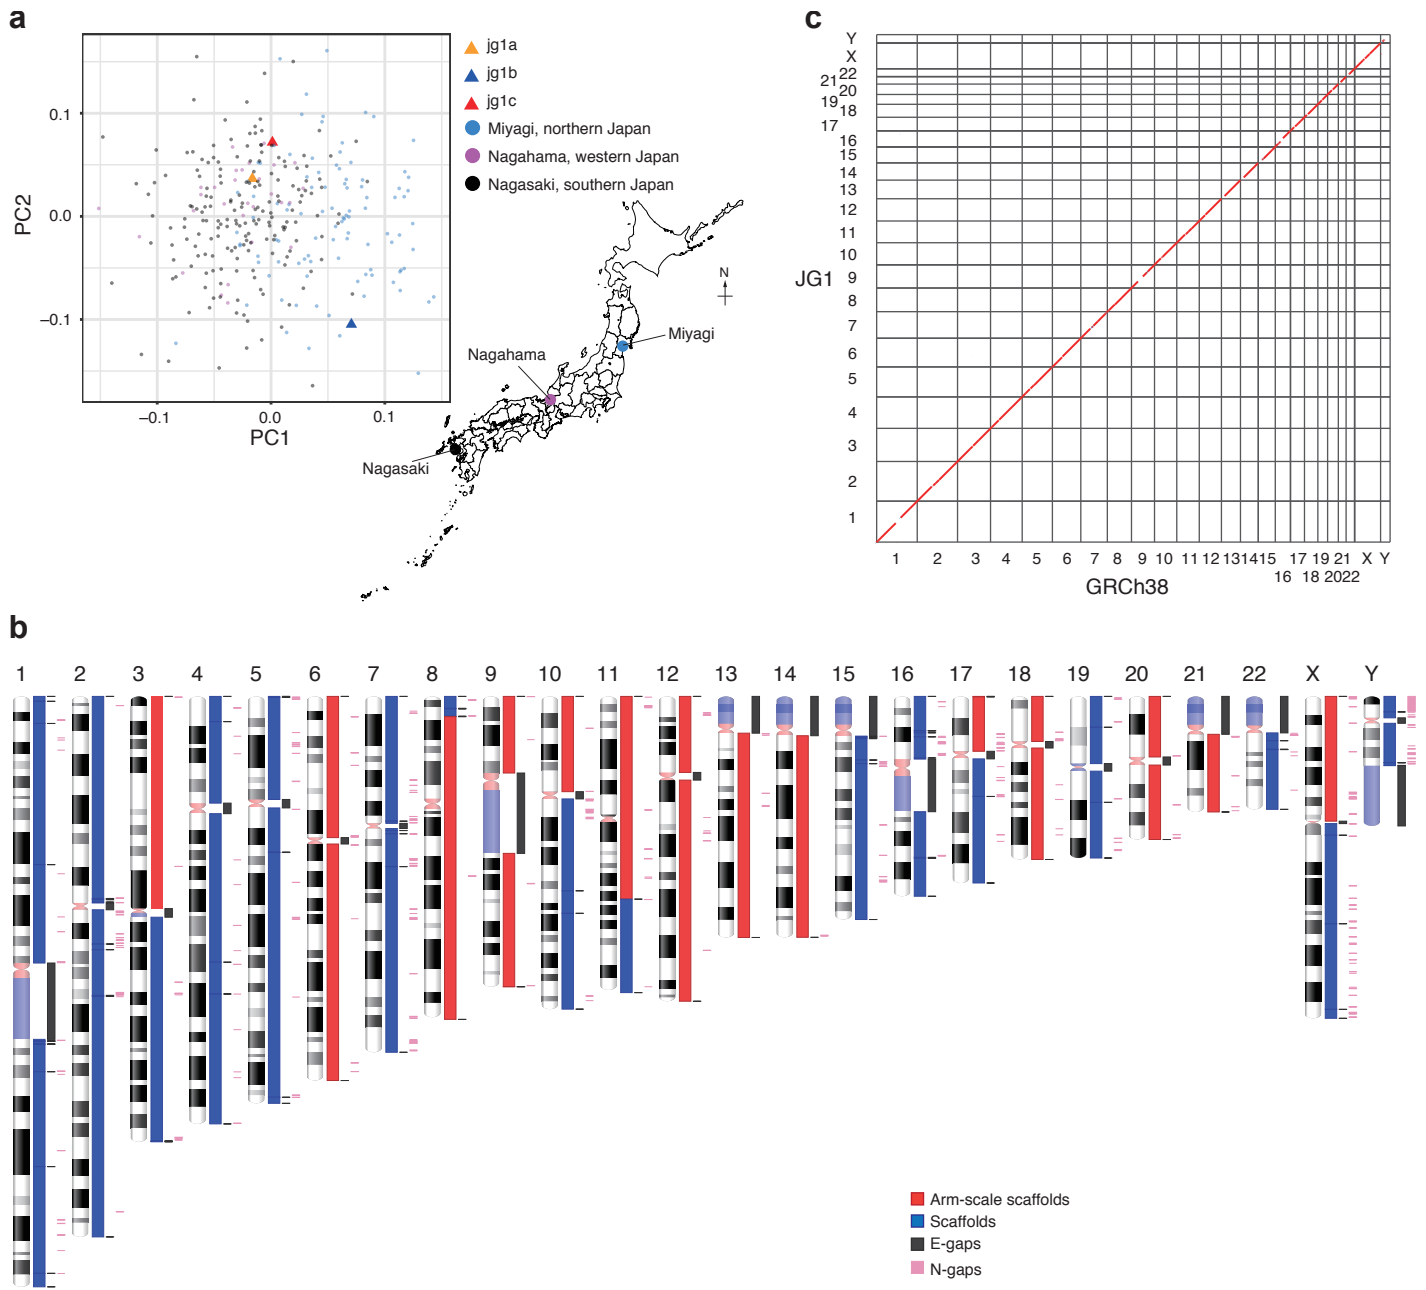 a
jg1a
jg1b
jg1c
Miyagi, northern Japan
Nagahama, western Japan
Nagasaki, southern Japan
0.1
0.0
−0.1
PC2
−0.1
0.0
0.1
PC1
N
Miyagi
Nagahama
Nagasaki
c
Y
X
22
21
20
19
18
17
16
15
14
13
12
11
10
9
8
7
6
5
4
3
2
1
JG1
1 2 3 4 5 6 7 8 9 10 11 12 13 14 15 17 19 21 X Y
16 18 20 22
GRCh38
b
1 2 3 4 5 6 7 8 9 10 11 12 13 14 15 16 17 18 19 20 21 22 X Y
Arm-scale scaffolds
Scaffolds
E-gaps
N-gaps